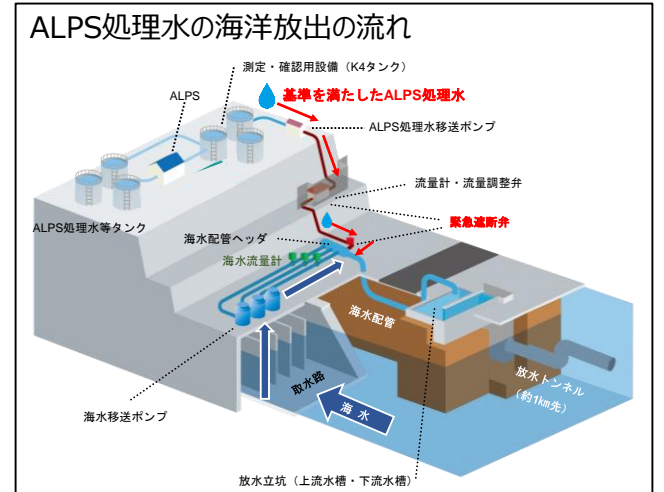 ALPS処理水の海洋放出の流れ
測定・確認用設備（K4タンク）
基準を満たしたALPS処理水
ALPS
ALPS処理水移送ポンプ
流量計・流量調整弁
緊急遮断弁
ALPS処理水等タンク
海水配管ヘッダ
海水流量計
海水配管
放水トンネル
（約1km先）
取水路
海水
海水移送ポンプ
放水立坑（上流水槽・下流水槽）